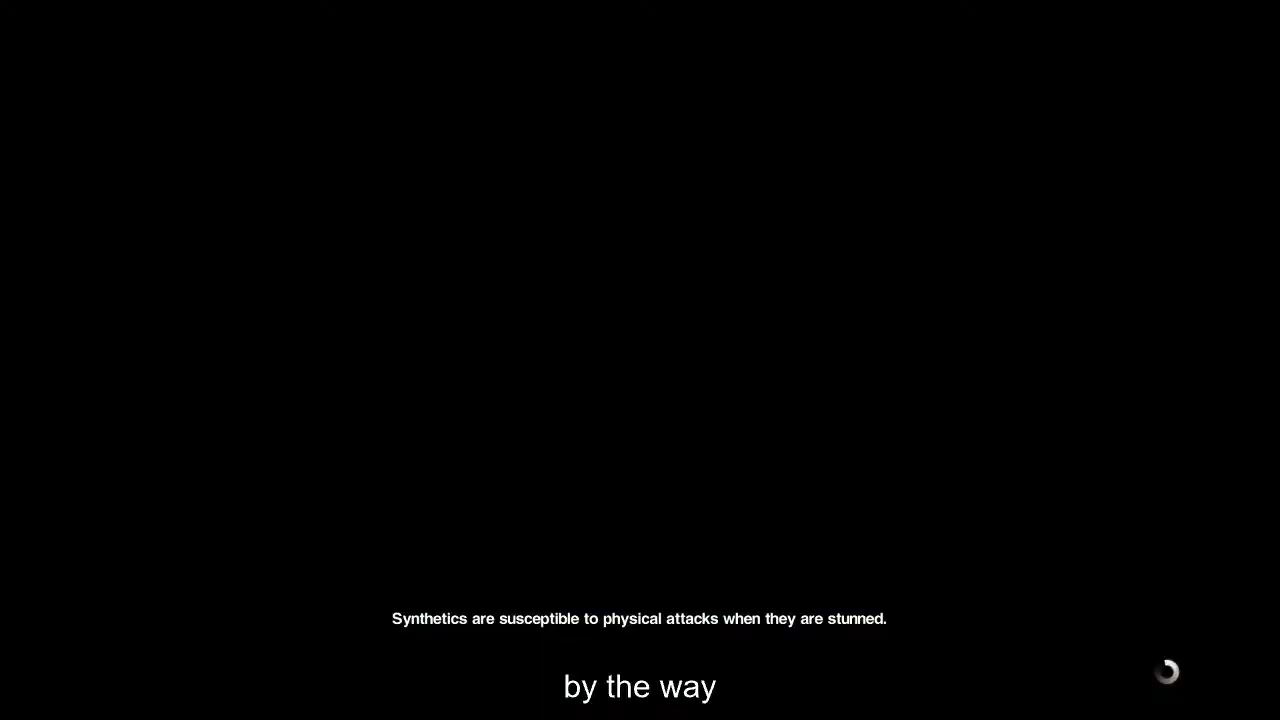 Synthetics are susceptible to physical attacks when they are stunned.
by the way